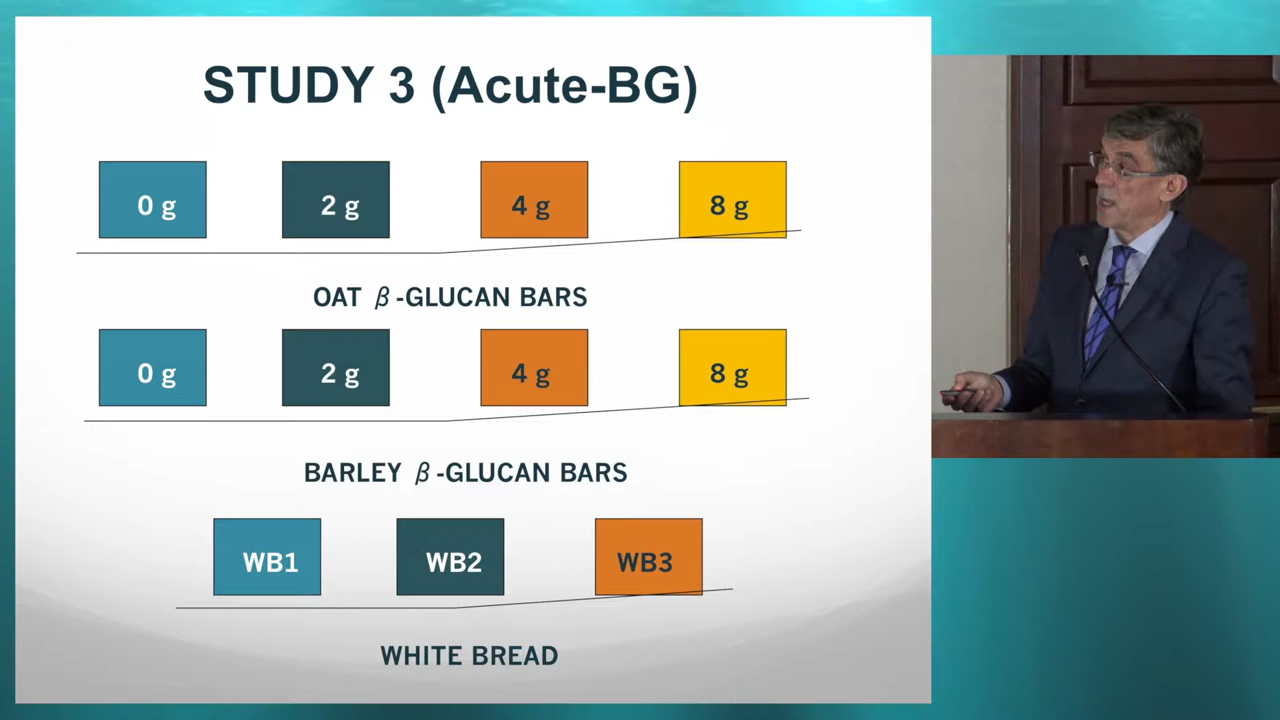 STUDY 3 (Acute-BG)
0 g 2 g 4 g 8 g
OAT β-GLUCAN BARS
0 g 2 g 4 g 8 g
BARLEY β-GLUCAN BARS
WB1 WB2 WB3
WHITE BREAD